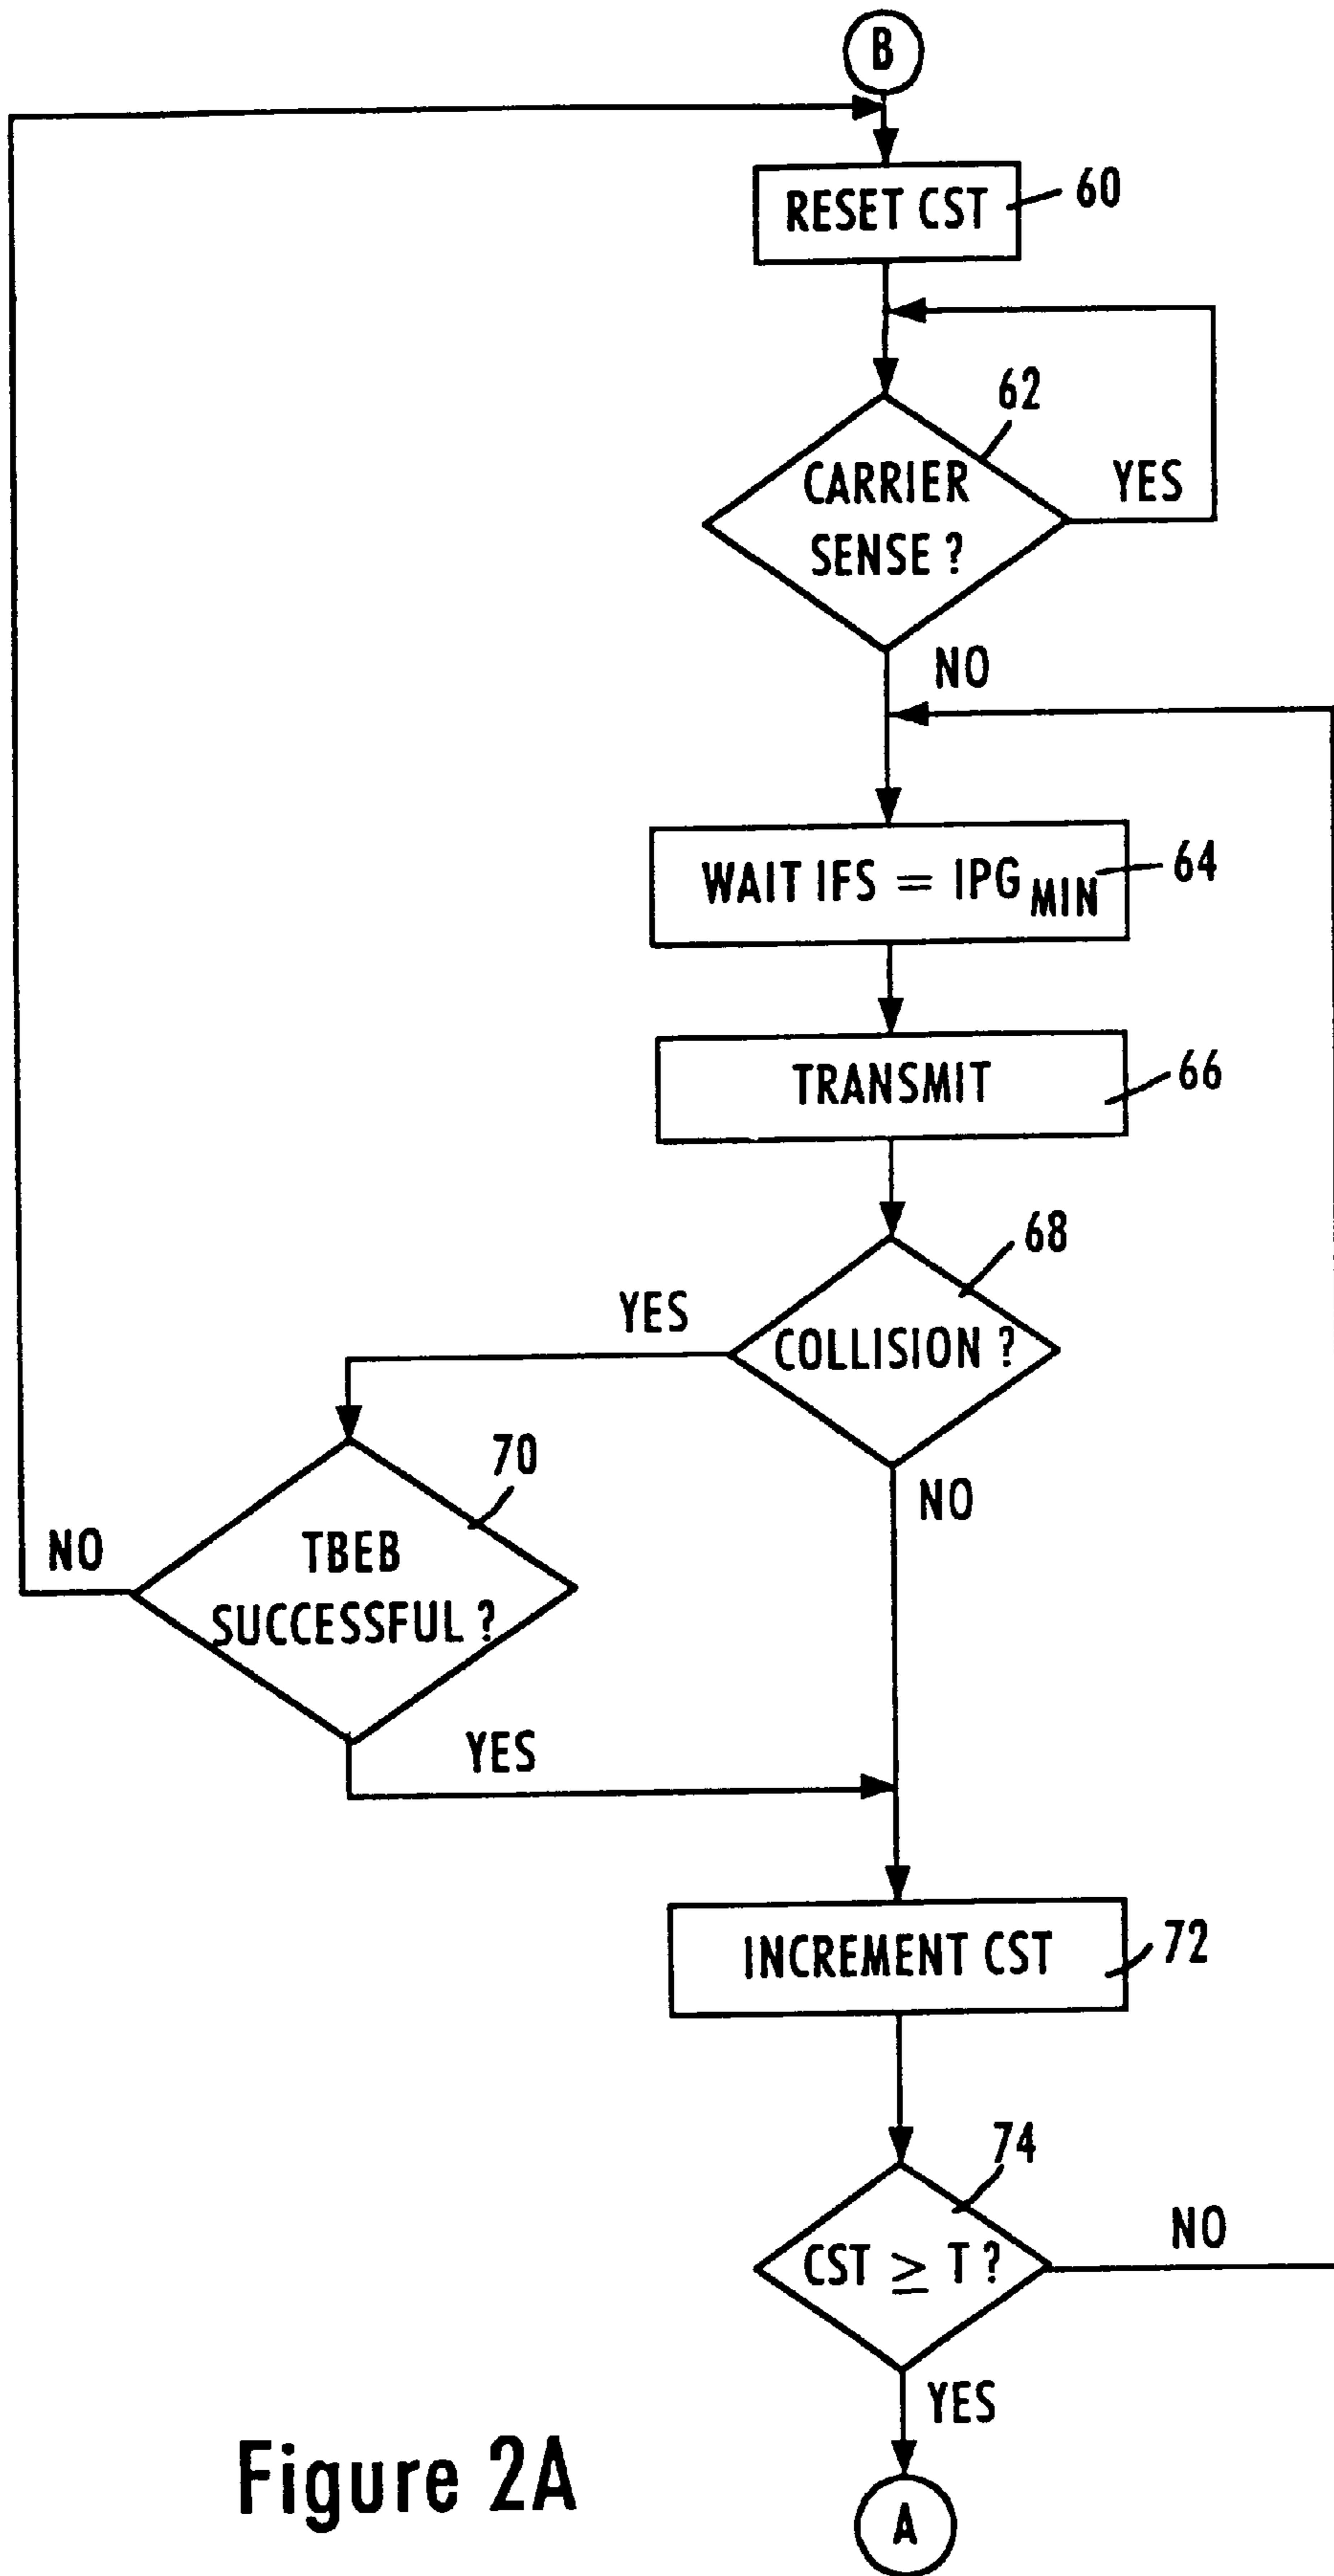 B
RESET CST
60
62
CARRIER
SENSE ?
YES
NO
WAIT IFS = IPG MIN
64
TRANSMIT
66
68
YES
COLLISION ?
70
NO
NO
TBEB
SUCCESSFUL ?
YES
INCREMENT CST
72
74
NO
CST ≥ T ?
YES
Figure 2A
A